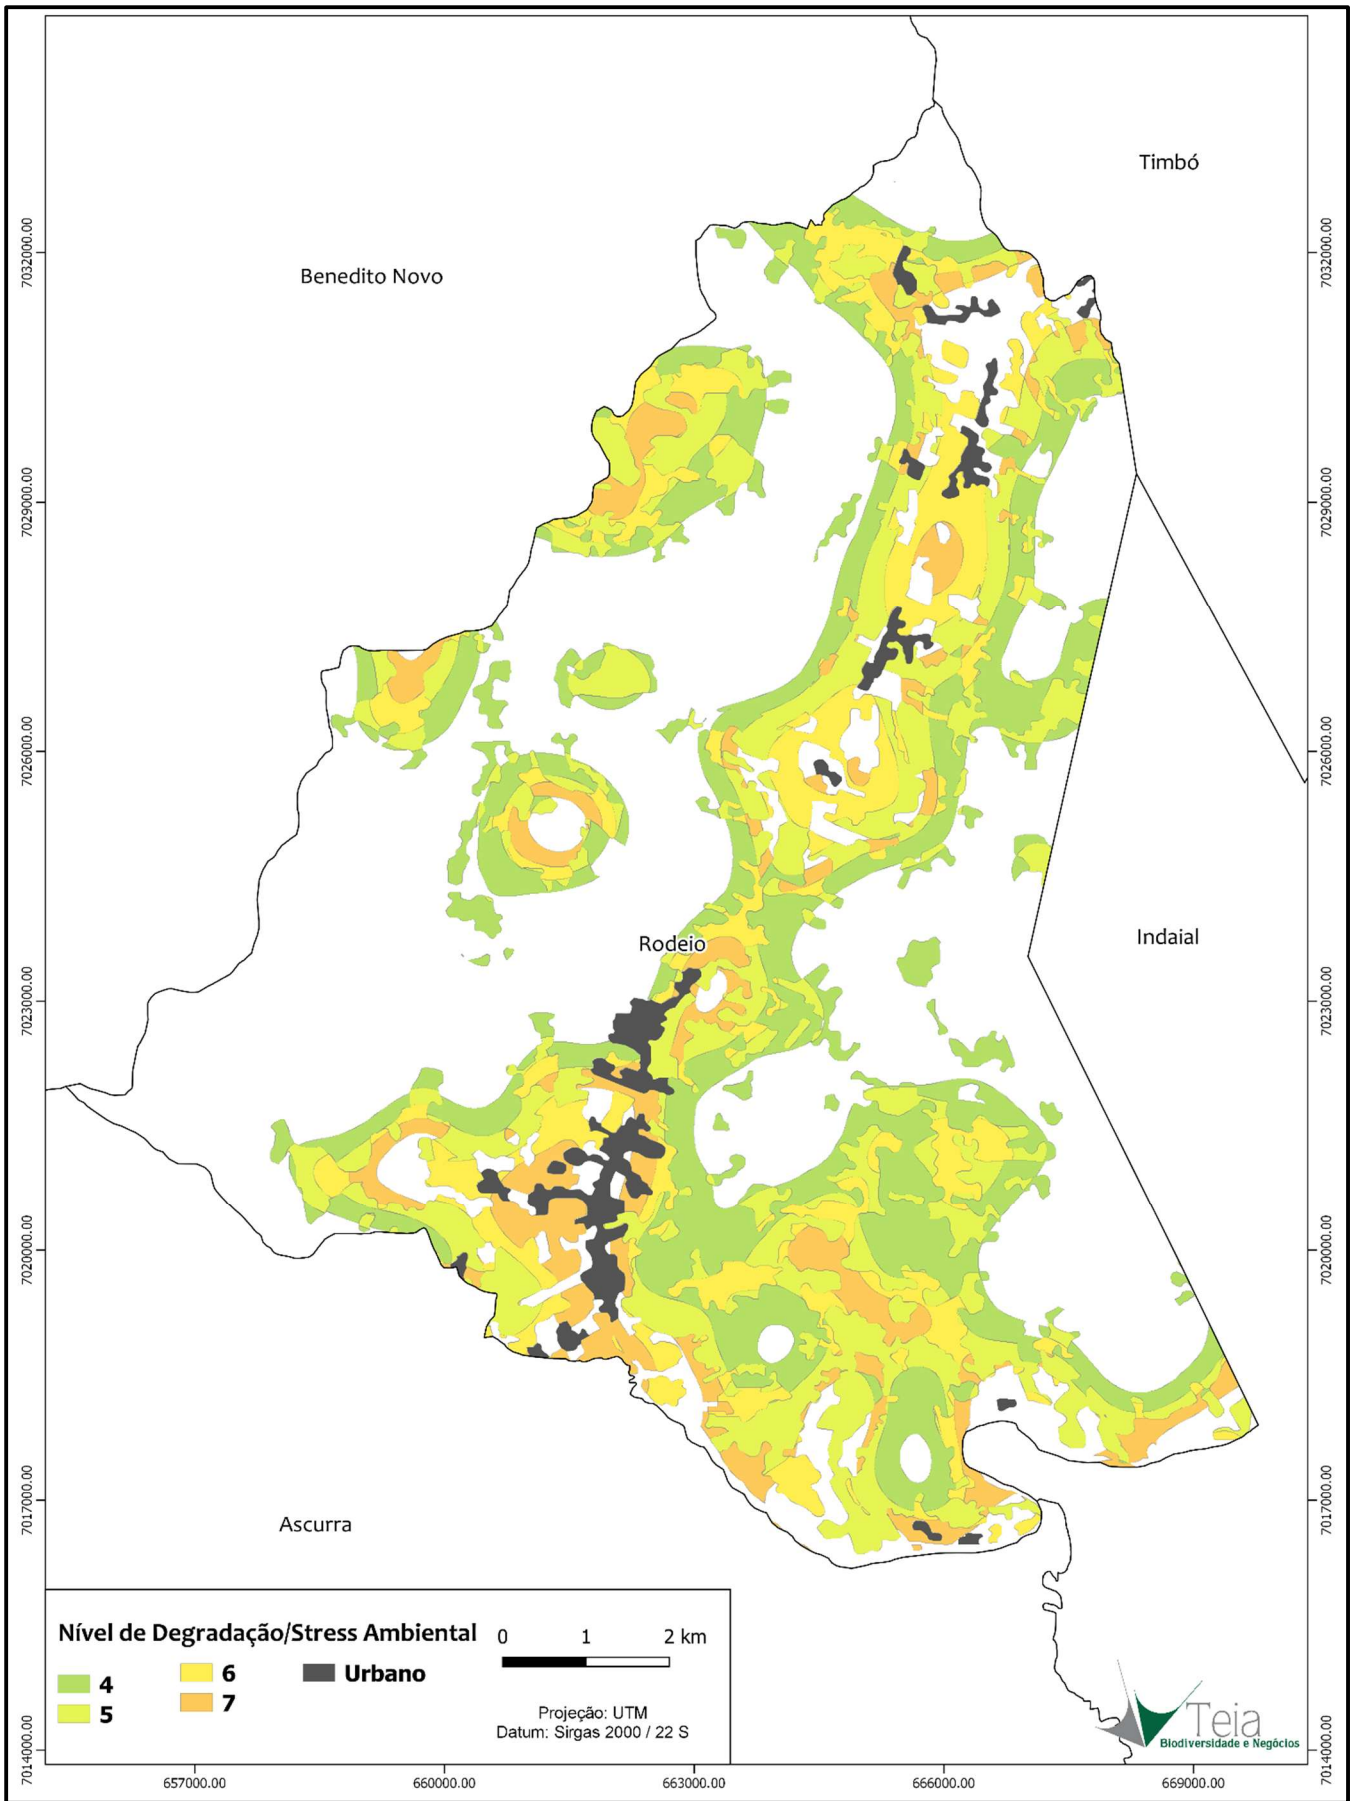 Timbó
Benedito Novo
Rodeio
Indaial
Ascurra
7032000.00
7029000.00
7026000.00
7023000.00
7020000.00
7017000.00
7014000.00
7032000.00
7029000.00
7026000.00
7023000.00
7020000.00
7017000.00
7014000.00
Nível de Degradação/Stress Ambiental
4
5
6
7
Urbano
0 1 2 km
Projeção: UTM
Datum: Sirgas 2000 / 22 S
Teia
Biodiversidade e Negócios
657000.00 660000.00 663000.00 666000.00 669000.00